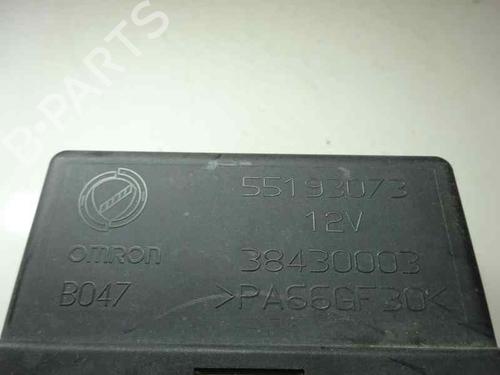 55193073
12V
OMRON 38430003
B047 >PA66GF30<
B-PARTS